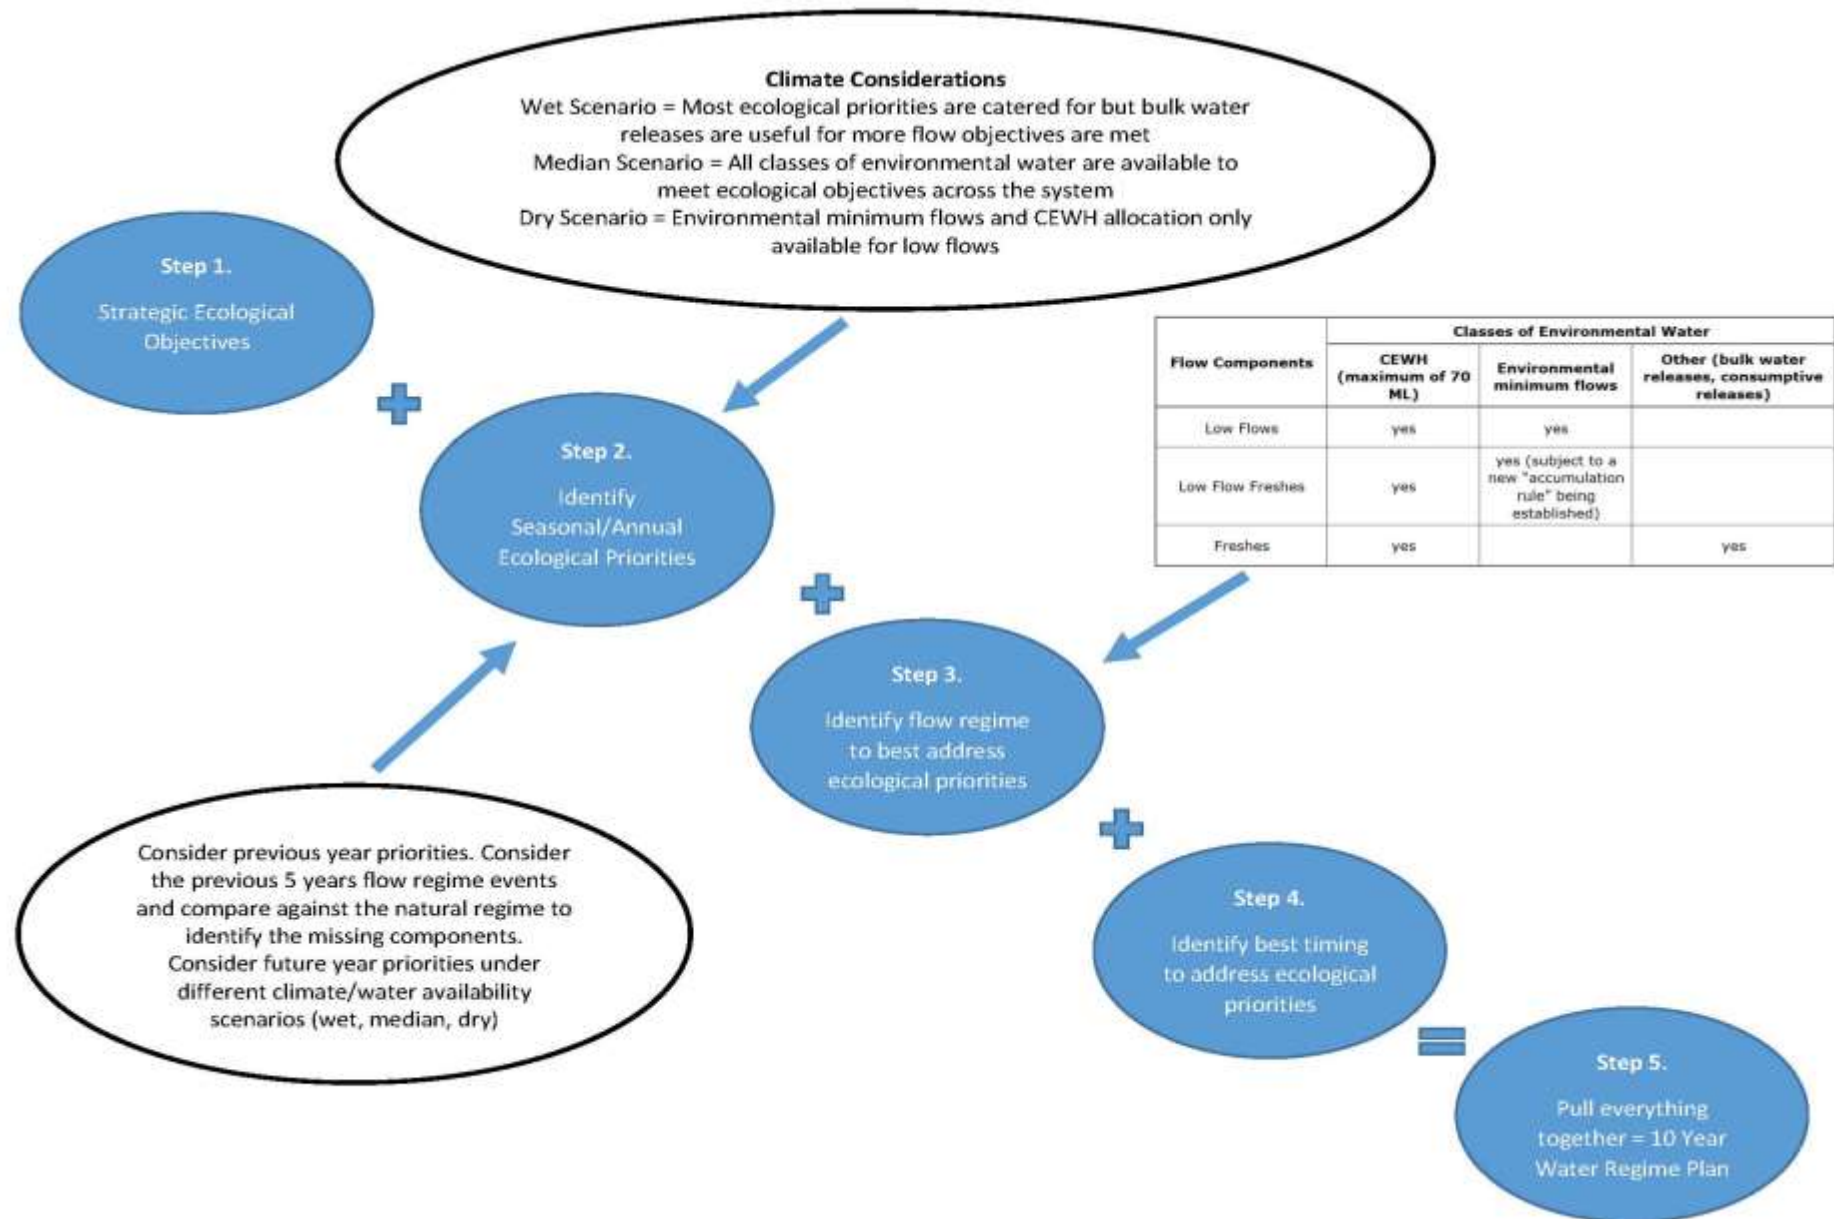 Climate Considerations
Wet Scenario = Most ecological priorities are catered for but bulk water
releases are useful for more flow objectives are met
Median Scenario = All classes of environmental water are available to
meet ecological objectives across the system
Dry Scenario = Environmental minimum flows and CEWH allocation only
available for low flows
Step 1.
Strategic Ecological
Objectives
Step 2.
Identify
Seasonal/Annual
Ecological Priorities
Classes of Environmental Water
Flow Components
CEWH
(maximum of 70
ML)
Environmental
minimum flows
Other (bulk water
releases, consumptive
releases)
Low Flows
yes
yes
Low Flow Freshes
yes
yes (subject to a
new "accumulation
rule" being
established)
Freshes
yes
yes
Step 3.
Identify flow regime
to best address
ecological priorities
Consider previous year priorities. Consider
the previous 5 years flow regime events
and compare against the natural regime to
identify the missing components.
Consider future year priorities under
different climate/water availability
scenarios (wet, median, dry)
Step 4.
Identify best timing
to address ecological
priorities
Step 5.
Pull everything
together = 10 Year
Water Regime Plan